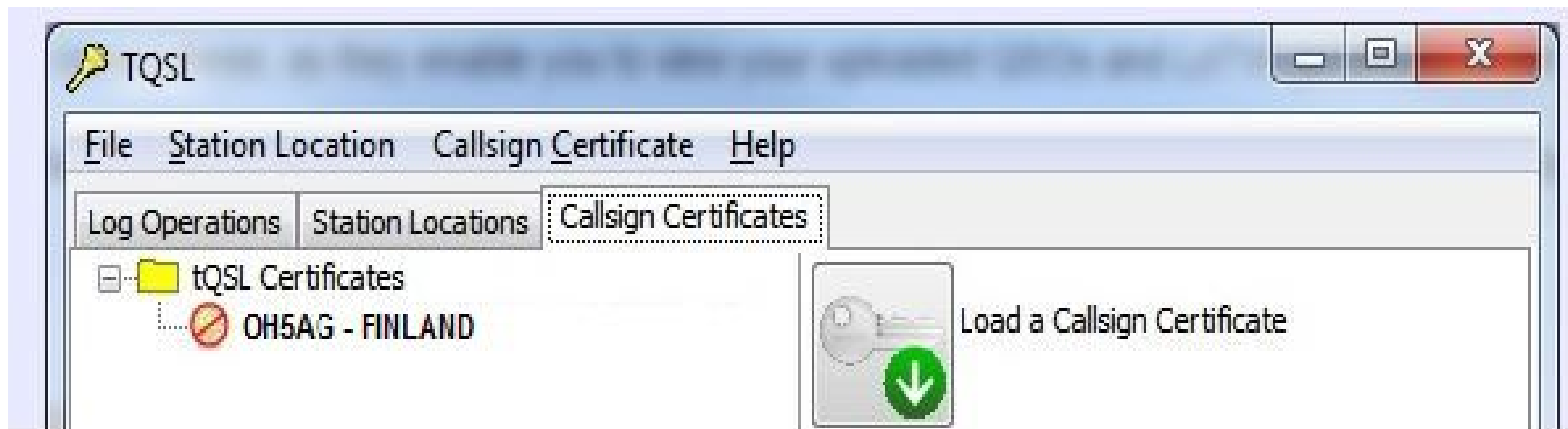 TQSL
File Station Location Callsign Certificate Help
Log Operations Station Locations Callsign Certificates
tQSL Certificates
OH5AG - FINLAND
Load a Callsign Certificate